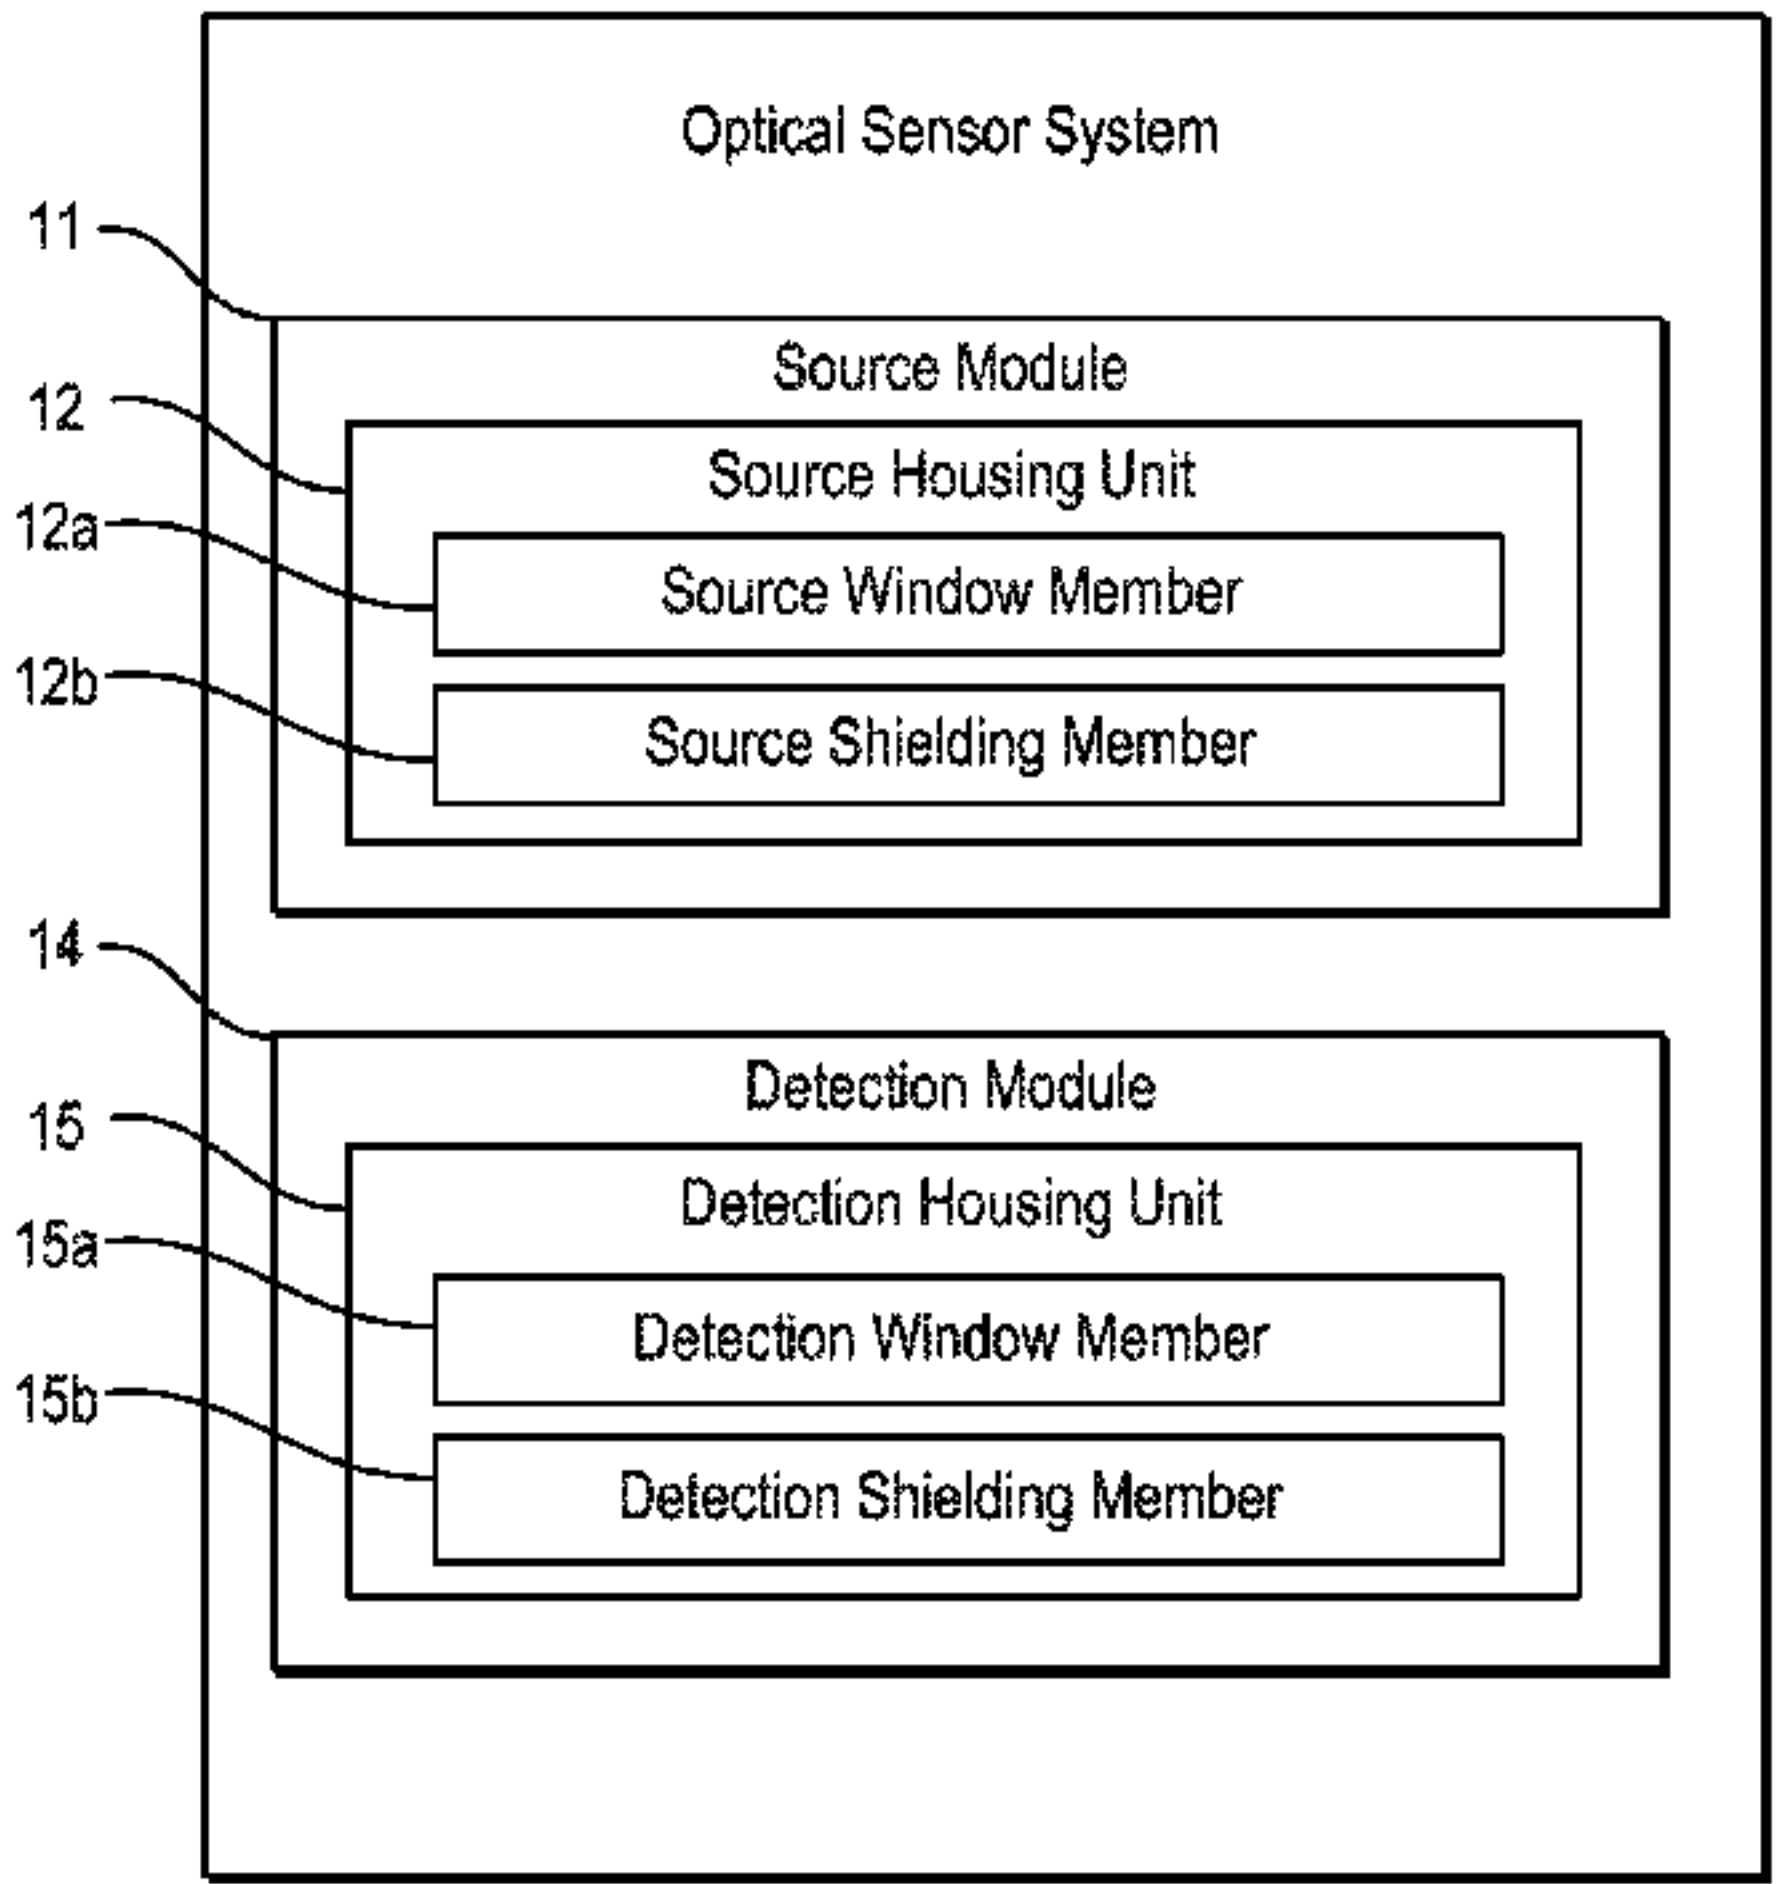 Optical Sensor System
11
Source Module
12
Source Housing Unit
12a
Source Window Member
12b
Source Shielding Member
14
Detection Module
15
Detection Housing Unit
15a
Detection Window Member
15b
Detection Shielding Member